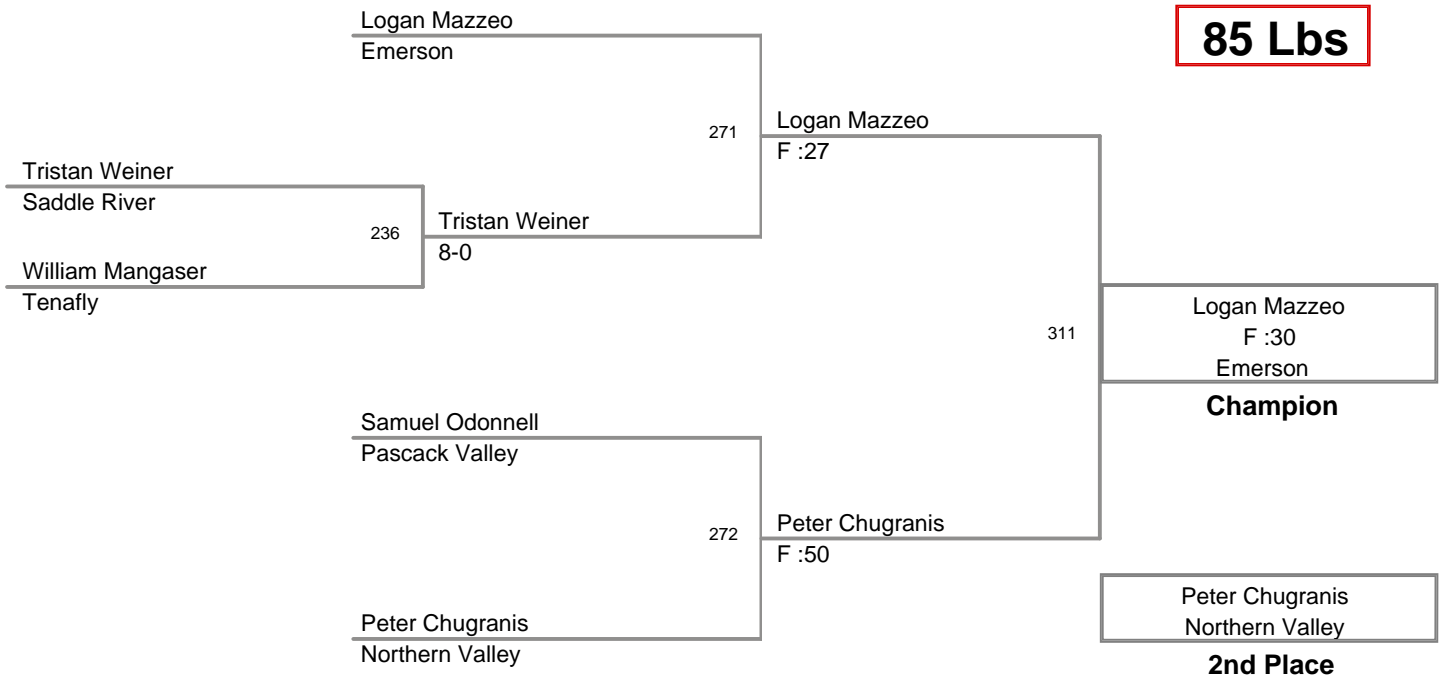 85 Lbs
Logan Mazzeo
Emerson
271
Logan Mazzeo
F :27
Tristan Weiner
Saddle River
236
Tristan Weiner
8-0
William Mangaser
Tenafly
311
Logan Mazzeo
F :30
Emerson
Champion
Samuel Odonnell
Pascack Valley
272
Peter Chugranis
F :50
Peter Chugranis
Northern Valley
Peter Chugranis
Northern Valley
2nd Place